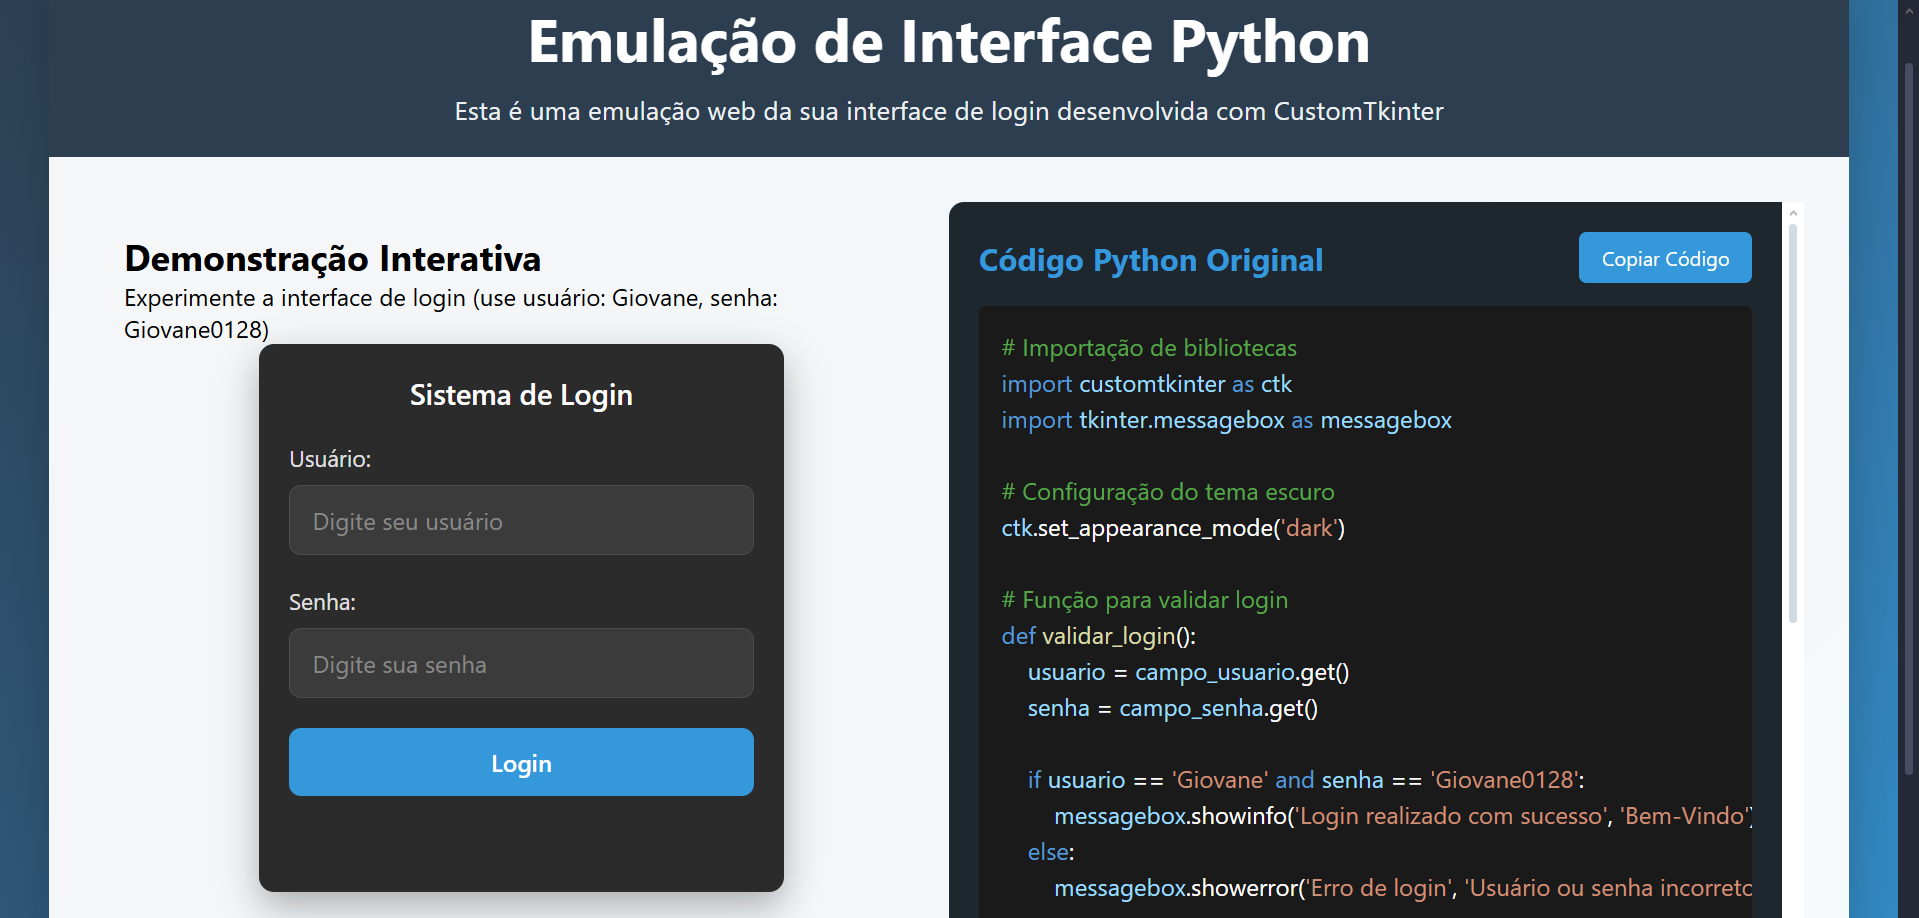 Emulação de Interface Python
Esta é uma emulação web da sua interface de login desenvolvida com CustomTkinter
Demonstração Interativa
Experimente a interface de login (use usuário: Giovane, senha:
Giovane0128)
Sistema de Login
Usuário:
Digite seu usuário
Senha:
Digite sua senha
Login
Código Python Original
Copiar Código
# Importação de bibliotecas
import customtkinter as ctk
import tkinter.messagebox as messagebox
# Configuração do tema escuro
ctk.set_appearance_mode('dark')
# Função para validar login
def validar_login():
usuario = campo_usuario.get()
senha = campo_senha.get()
if usuario == 'Giovane' and senha == 'Giovane0128':
messagebox.showinfo('Login realizado com sucesso', 'Bem-Vindo')
else:
messagebox.showerror('Erro de login', 'Usuário ou senha incorreto